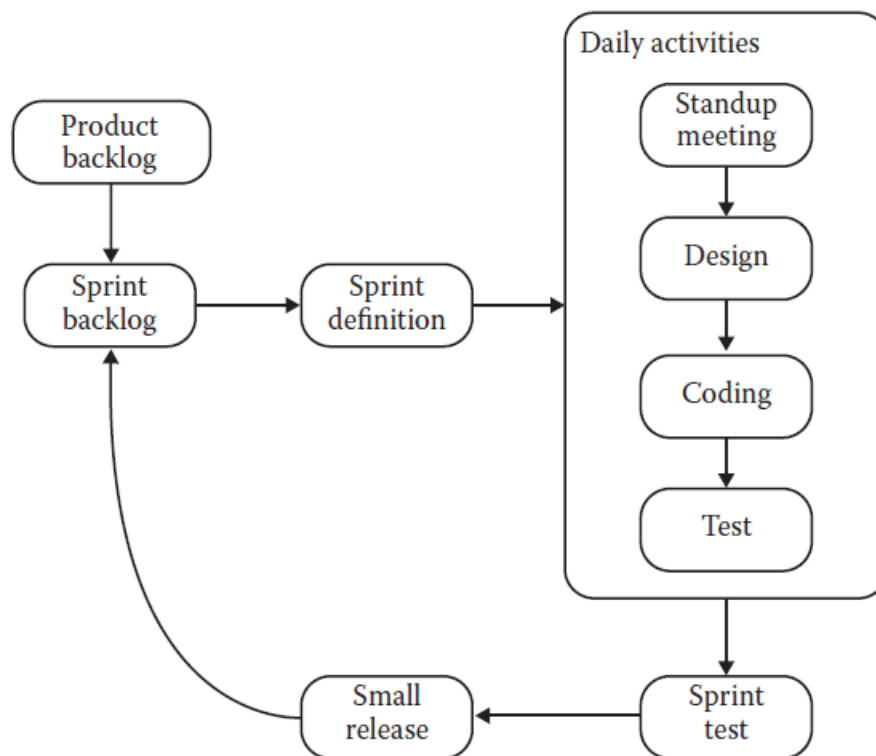 Daily activities
Standup
meeting
Product
backlog
Design
Sprint
backlog
Sprint
definition
Coding
Test
Small
release
Sprint
test